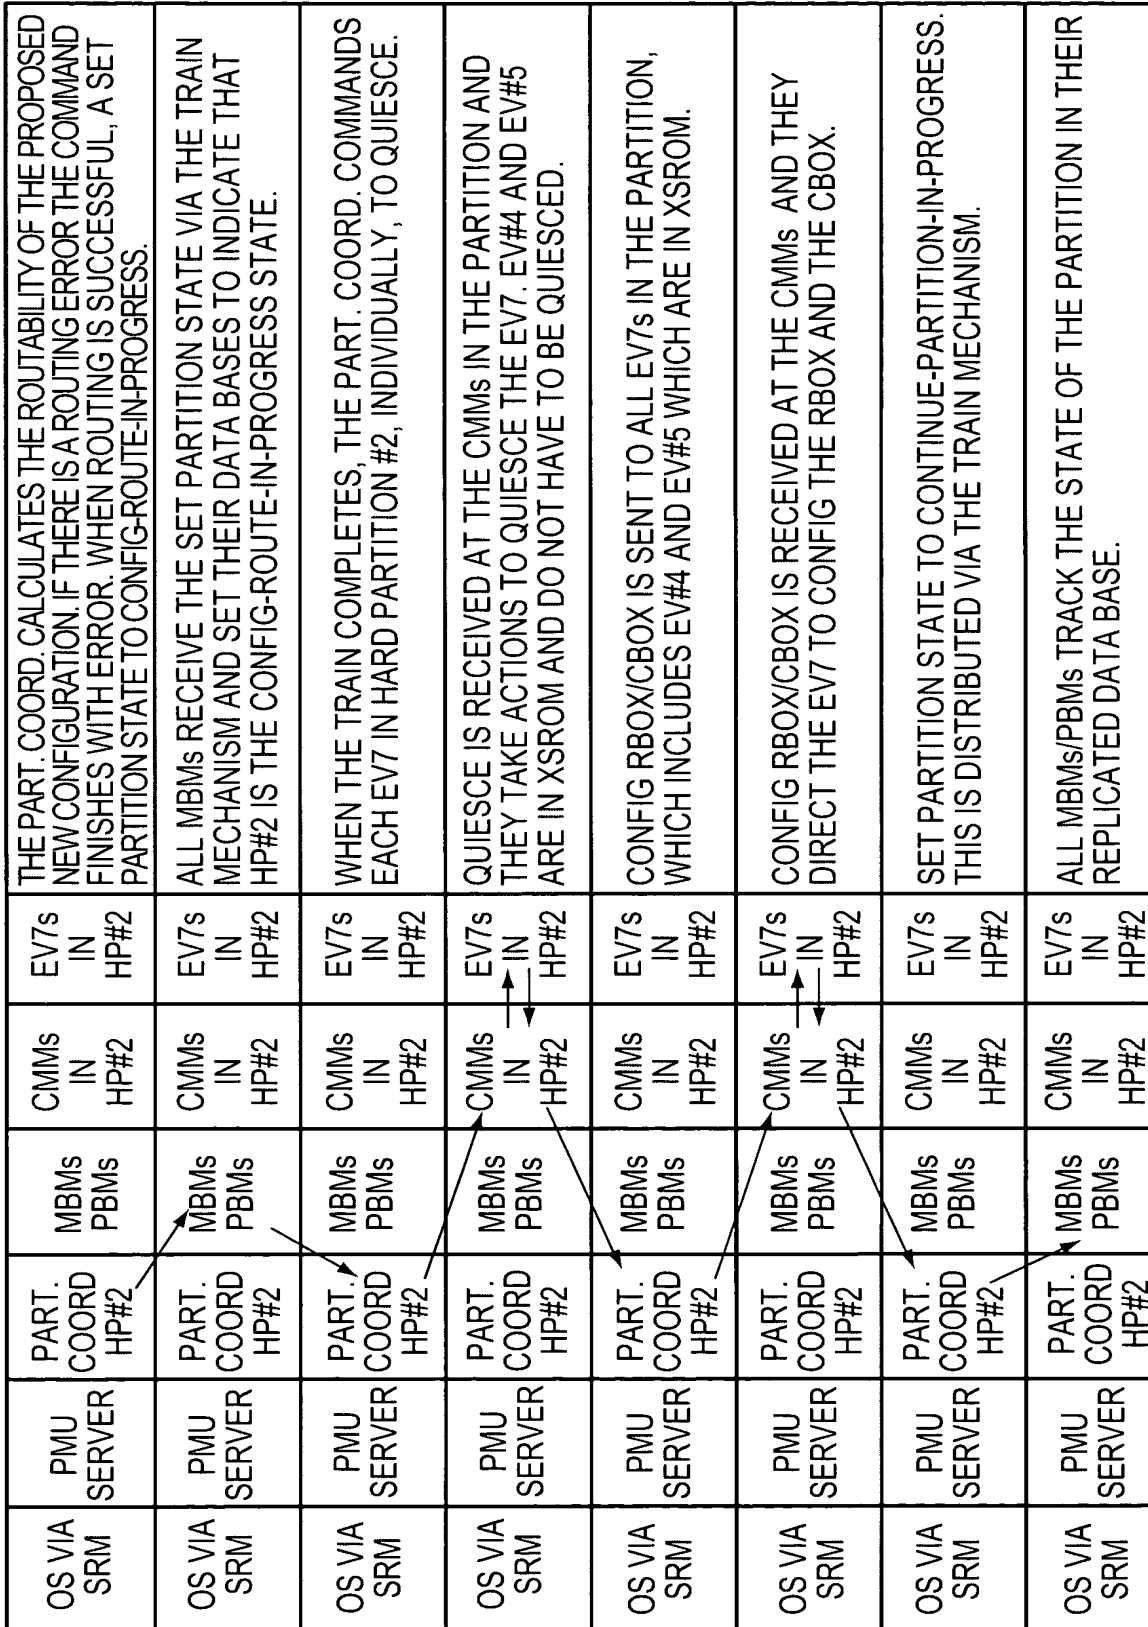 OS VIA
SRM
PMU
SERVER
PART.
COORD
HP#2
MBMs
PBMs
CMMs
IN
HP#2
EV7s
IN
HP#2
THE PART. COORD. CALCULATES THE ROUTABILITY OF THE PROPOSED
NEW CONFIGURATION. IF THERE IS A ROUTING ERROR THE COMMAND
FINISHES WITH ERROR. WHEN ROUTING IS SUCCESSFUL, A SET
PARTITION STATE TO CONFIG-ROUTE-IN-PROGRESS.
OS VIA
SRM
PMU
SERVER
PART.
COORD
HP#2
MBMs
PBMs
CMMs
IN
HP#2
EV7s
IN
HP#2
ALL MBMs RECEIVE THE SET PARTITION STATE VIA THE TRAIN
MECHANISM AND SET THEIR DATA BASES TO INDICATE THAT
HP#2 IS THE CONFIG-ROUTE-IN-PROGRESS STATE.
OS VIA
SRM
PMU
SERVER
PART.
COORD
HP#2
MBMs
PBMs
CMMs
IN
HP#2
EV7s
IN
HP#2
WHEN THE TRAIN COMPLETES, THE PART. COORD. COMMANDS
EACH EV7 IN HARD PARTITION #2, INDIVIDUALLY, TO QUIESCE.
OS VIA
SRM
PMU
SERVER
PART.
COORD
HP#2
MBMs
PBMs
CMMs
IN
HP#2
EV7s
IN
HP#2
QUIESCE IS RECEIVED AT THE CMMs IN THE PARTITION AND
THEY TAKE ACTIONS TO QUIESCE THE EV7. EV#4 AND EV#5
ARE IN XSROM AND DO NOT HAVE TO BE QUIESCED.
OS VIA
SRM
PMU
SERVER
PART.
COORD
HP#2
MBMs
PBMs
CMMs
IN
HP#2
EV7s
IN
HP#2
CONFIG RBOX/CBOX IS SENT TO ALL EV7s IN THE PARTITION,
WHICH INCLUDES EV#4 AND EV#5 WHICH ARE IN XSROM.
OS VIA
SRM
PMU
SERVER
PART.
COORD
HP#2
MBMs
PBMs
CMMs
IN
HP#2
EV7s
IN
HP#2
CONFIG RBOX/CBOX IS RECEIVED AT THE CMMs AND THEY
DIRECT THE EV7 TO CONFIG THE RBOX AND THE CBOX.
OS VIA
SRM
PMU
SERVER
PART.
COORD
HP#2
MBMs
PBMs
CMMs
IN
HP#2
EV7s
IN
HP#2
SET PARTITION STATE TO CONTINUE-PARTITION-IN-PROGRESS.
THIS IS DISTRIBUTED VIA THE TRAIN MECHANISM.
OS VIA
SRM
PMU
SERVER
PART.
COORD
HP#2
MBMs
PBMs
CMMs
IN
HP#2
EV7s
IN
HP#2
ALL MBMs/PBMs TRACK THE STATE OF THE PARTITION IN THEIR
REPLICATED DATA BASE.